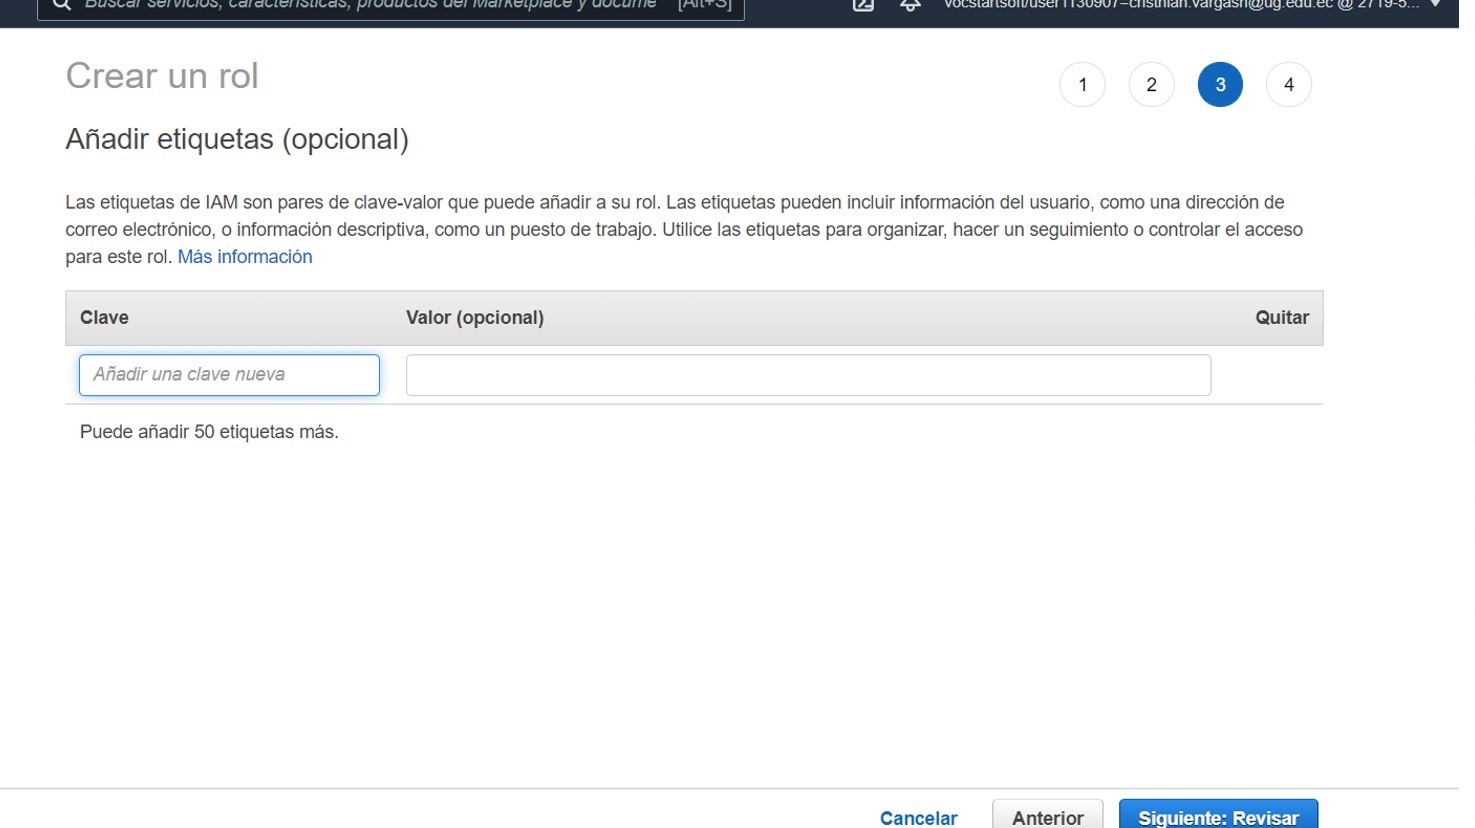 Buscar servicios, características, productos del Marketplace y docume [Alt+S] vocstartsoft/user1130907=cristhian.vargasn@ug.edu.ec @ 2719-5...
Crear un rol
1 2 3 4
Añadir etiquetas (opcional)
Las etiquetas de IAM son pares de clave-valor que puede añadir a su rol. Las etiquetas pueden incluir información del usuario, como una dirección de
correo electrónico, o información descriptiva, como un puesto de trabajo. Utilice las etiquetas para organizar, hacer un seguimiento o controlar el acceso
para este rol. Más información
Clave Valor (opcional) Quitar
Añadir una clave nueva
Puede añadir 50 etiquetas más.
Cancelar Anterior Siguiente: Revisar